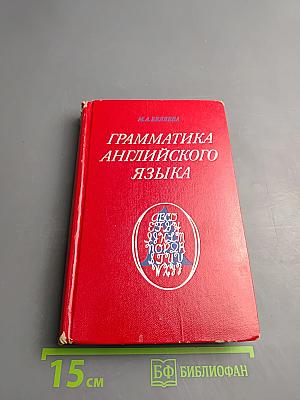 М.А.БЕЛЯЕВА
ГРАММАТИКА
АНГЛИЙСКОГО
ЯЗЫКА
15 см
БФ БИБЛИОФАН